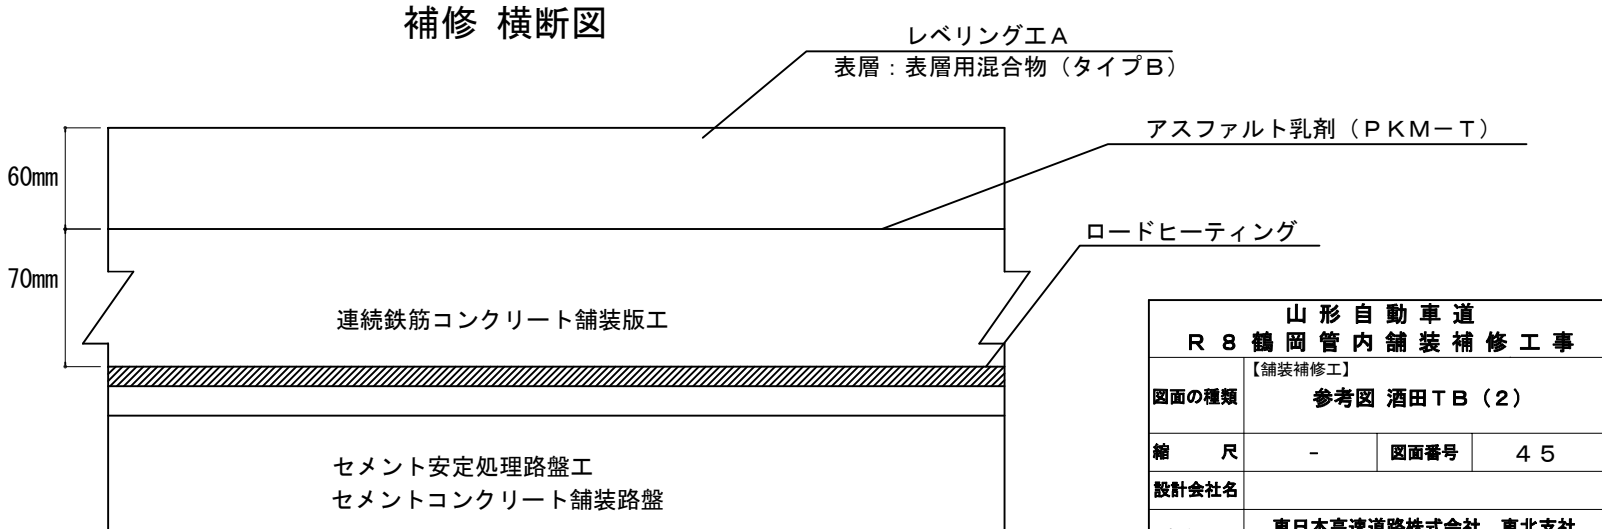 補修 横断図
レベリング工A
表層：表層用混合物（タイプB）
アスファルト乳剤（PKM－T）
60mm
ロードヒーティング
70mm
連続鉄筋コンクリート舗装版工
セメント安定処理路盤工
セメントコンクリート舗装路盤
山形自動車道
R8鶴岡管内舗装補修工事
図面の種類
【舗装補修工】
参考図 酒田TB（2）
縮 尺 - 図面番号 45
設計会社名
東日本高速道路株式会社 東北支社